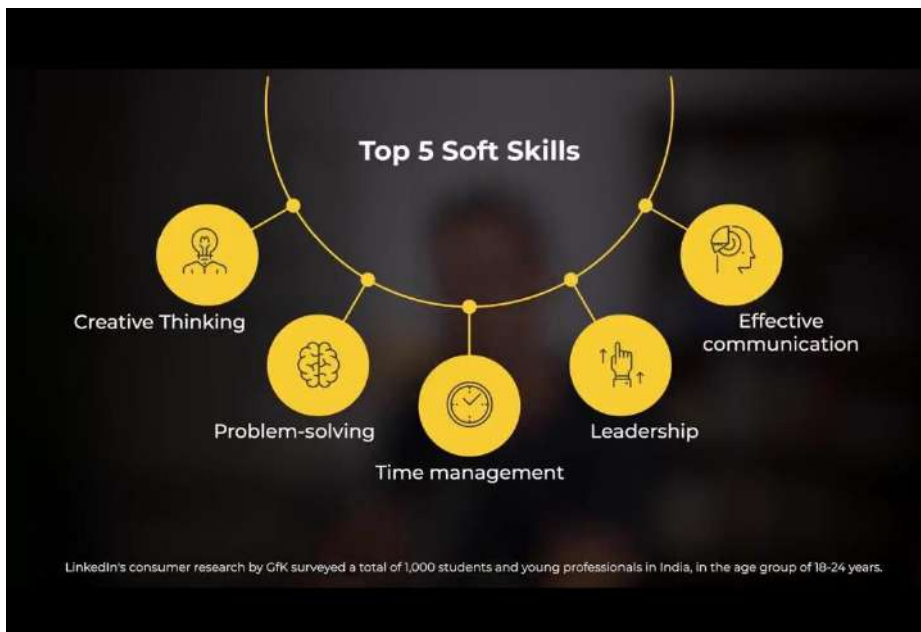 Top 5 Soft Skills
Creative Thinking
Problem-solving
Time management
Leadership
Effective
communication
LinkedIn's consumer research by GfK surveyed a total of 1,000 students and young professionals in India, in the age group of 18-24 years.